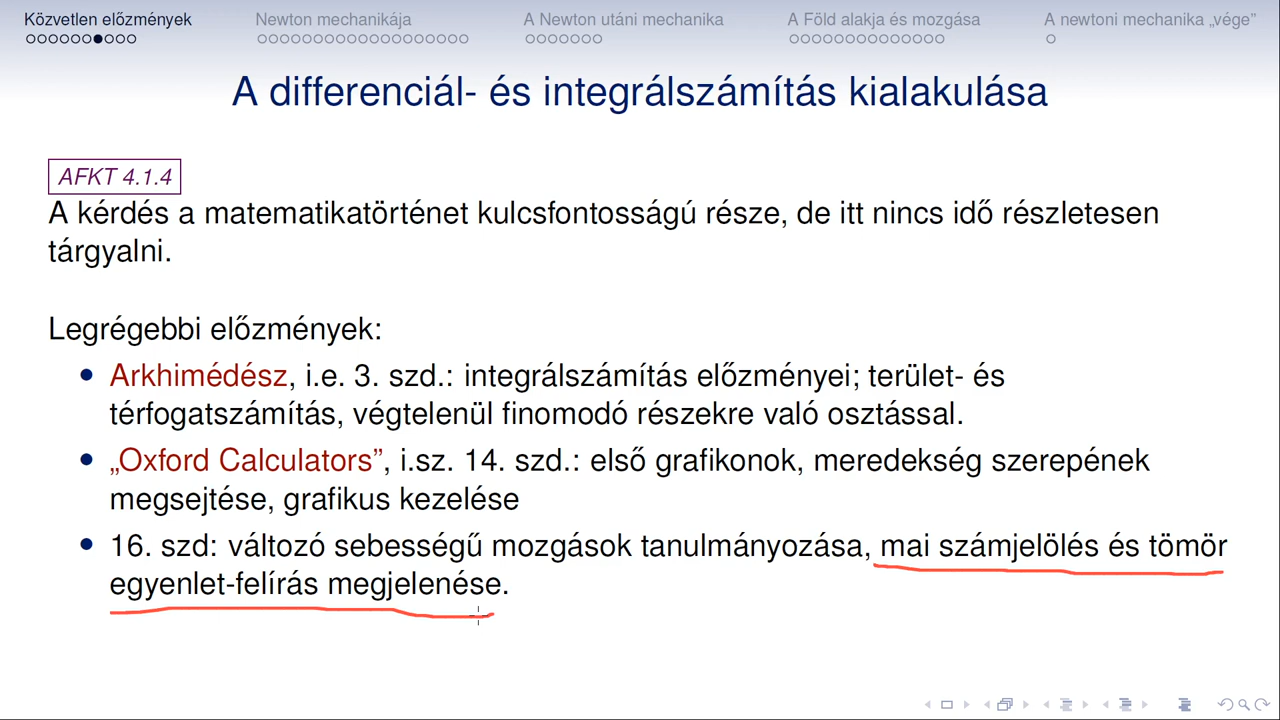 Közvetlen előzmények
Newton mechanikája
A Newton utáni mechanika
A Föld alakja és mozgása
A newtoni mechanika „vége”
A differenciál- és integrálszámítás kialakulása
AFKT 4.1.4
A kérdés a matematikatörténet kulcsfontosságú része, de itt nincs idő részletesen
tárgyalni.
Legrégebbi előzmények:
Arkhimédész, i.e. 3. szd.: integrálszámítás előzményei; terület- és
térfogatszámítás, végtelenül finomodó részekre való osztással.
„Oxford Calculators”, i.sz. 14. szd.: első grafikonok, meredekség szerepének
megsejtése, grafikus kezelése
16. szd: változó sebességű mozgások tanulmányozása, mai számjelölés és tömör
egyenlet-felírás megjelenése.